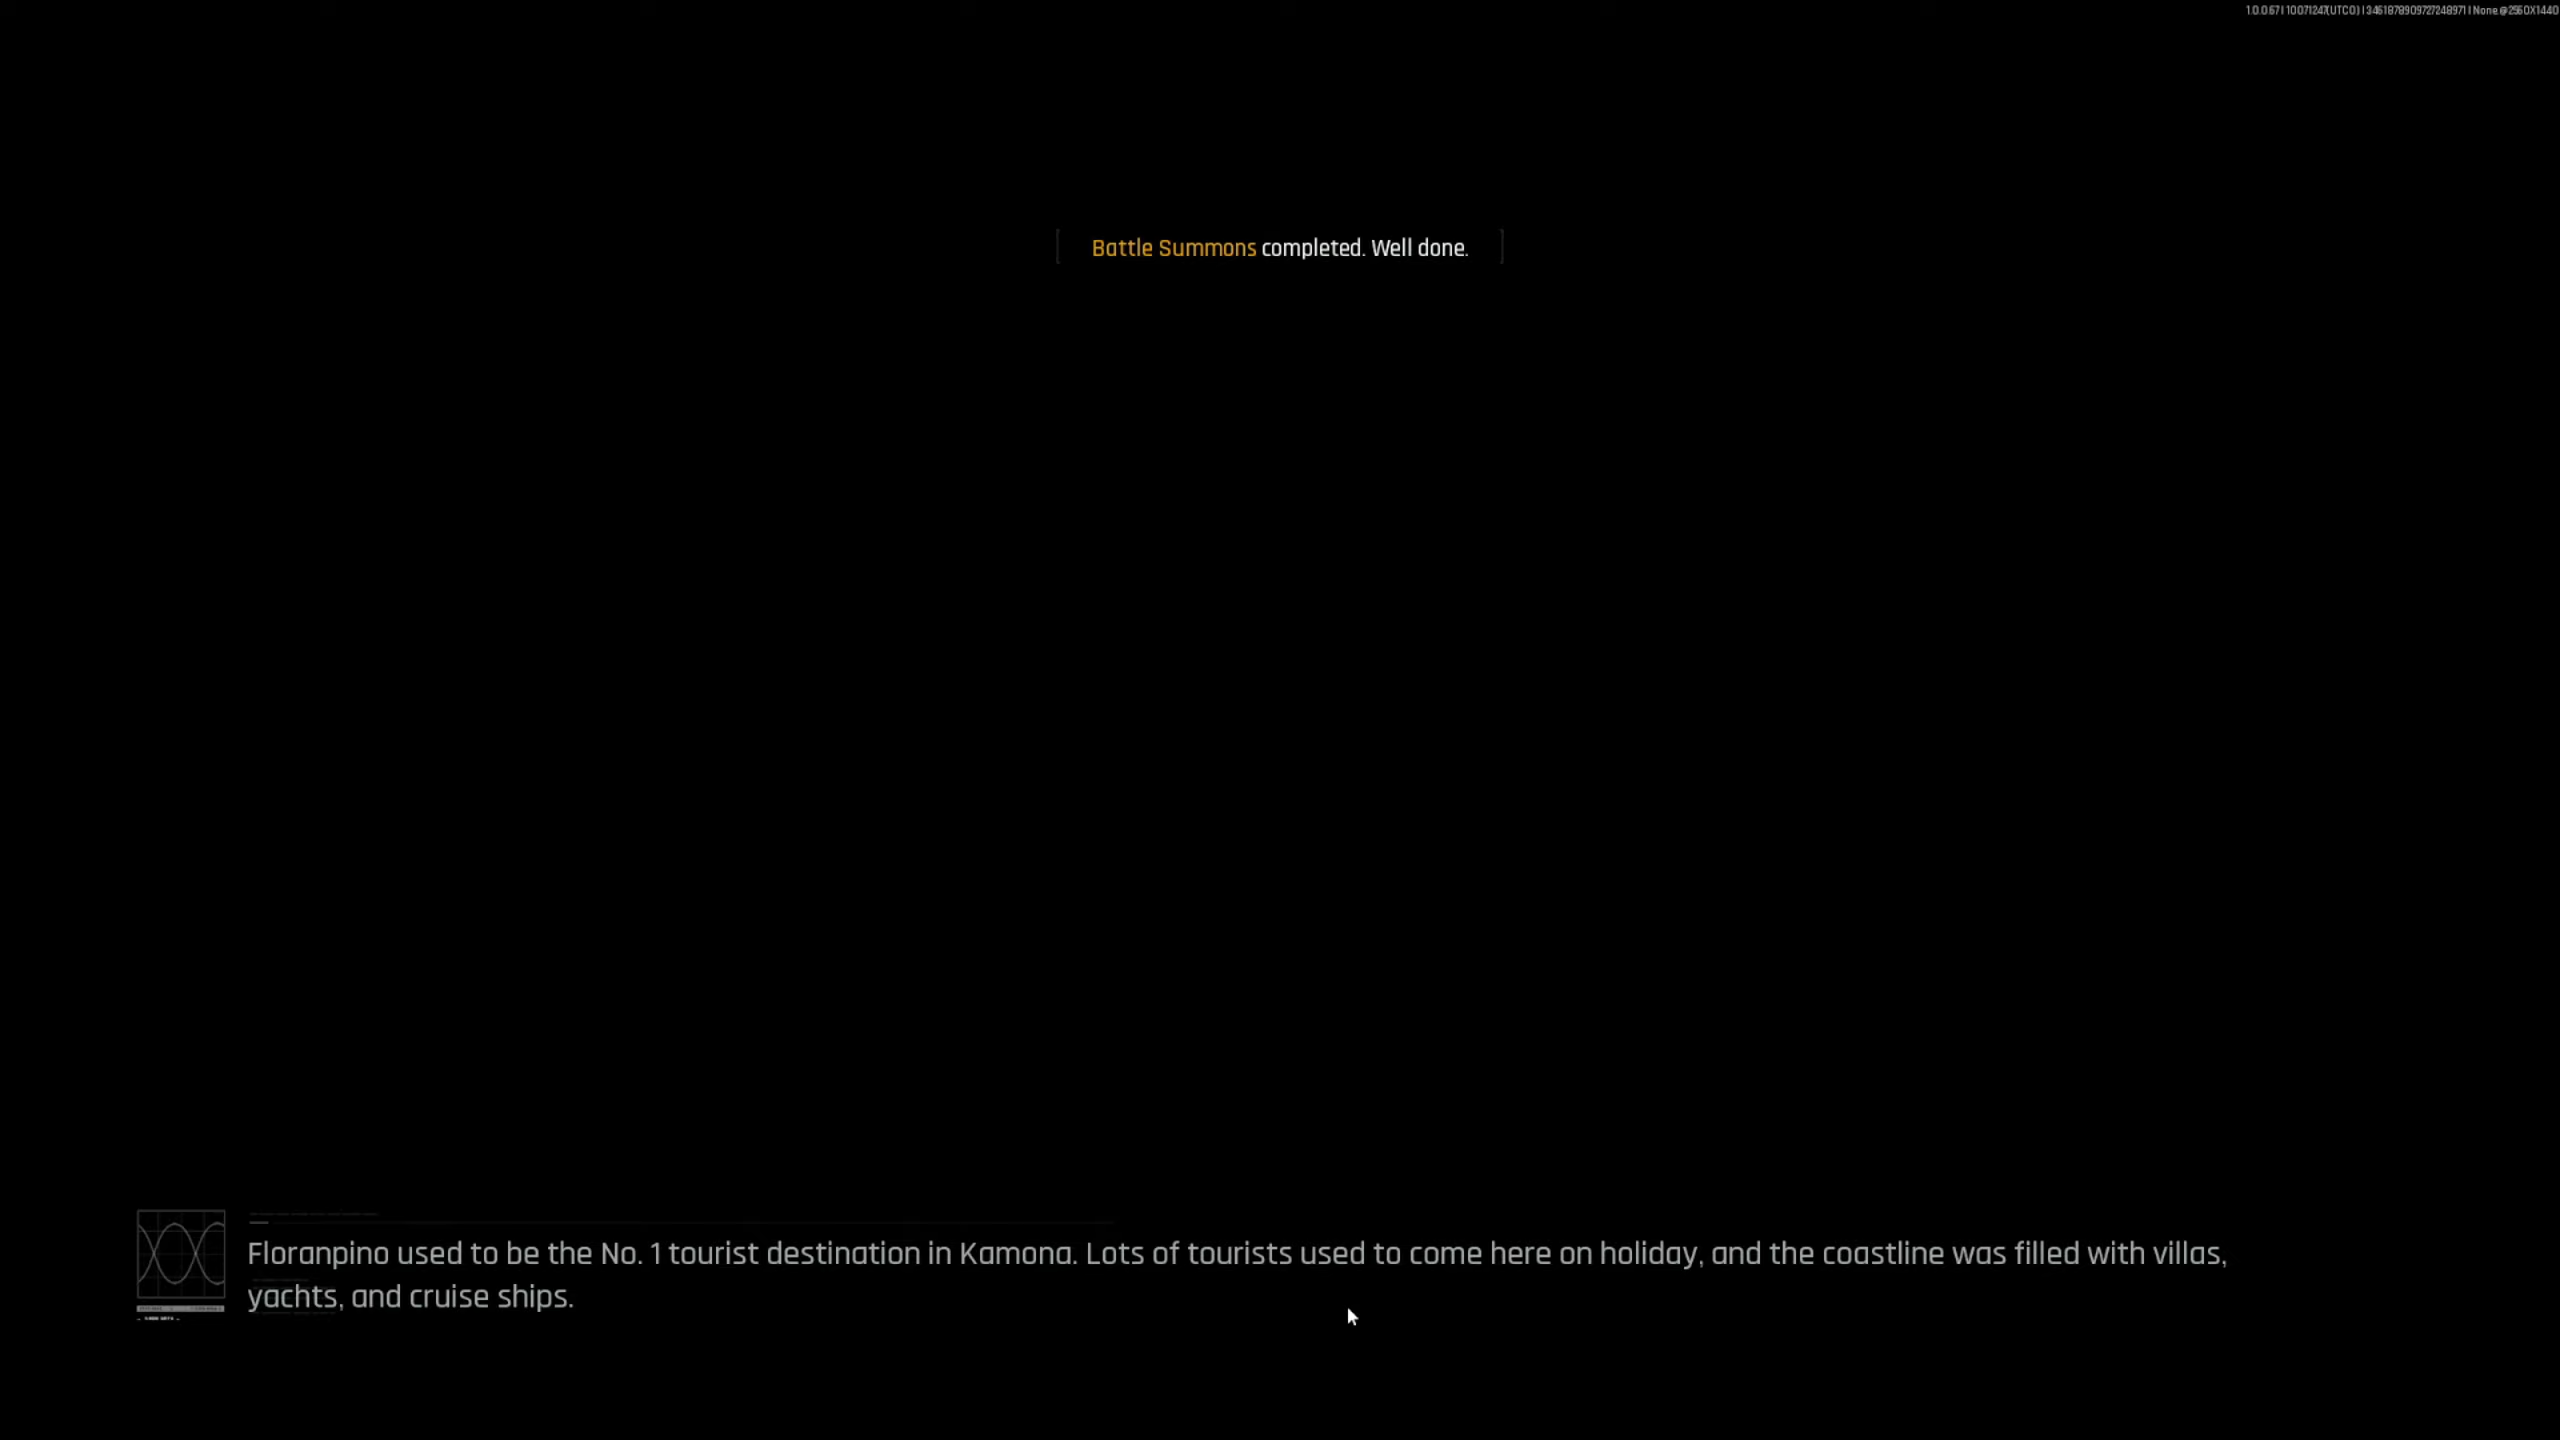 Battle Summons completed. Well done.
Floranpino used to be the No. 1 tourist destination in Kamona. Lots of tourists used to come here on holiday, and the coastline was filled with villas,
yachts, and cruise ships.